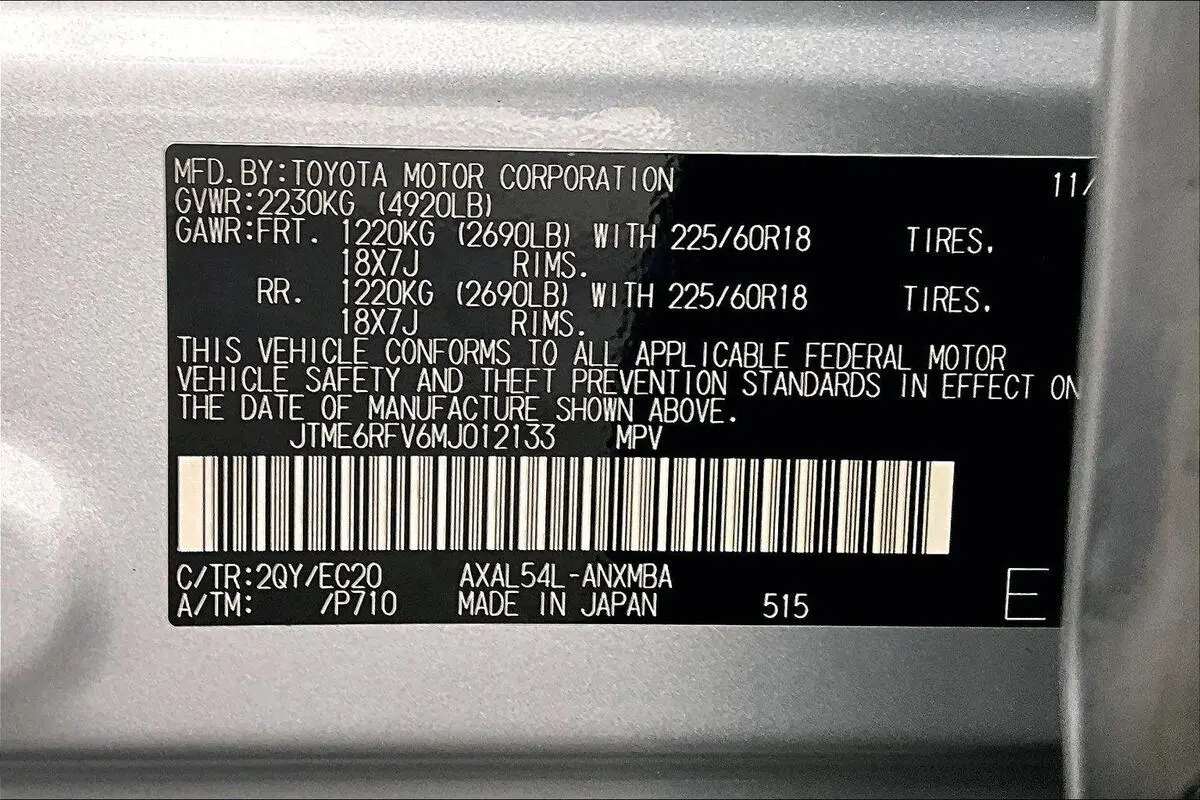 MFD.BY:TOYOTA MOTOR CORPORATION 11/
GVWR:2230KG (4920LB)
GAWR:FRT. 1220KG (2690LB) WITH 225/60R18 TIRES.
18X7J RIMS.
RR. 1220KG (2690LB) WITH 225/60R18 TIRES.
18X7J RIMS.
THIS VEHICLE CONFORMS TO ALL APPLICABLE FEDERAL MOTOR
VEHICLE SAFETY AND THEFT PREVENTION STANDARDS IN EFFECT ON
THE DATE OF MANUFACTURE SHOWN ABOVE.
JTME6RFV6MJ012133 MPV
C/TR:2QY/EC20 AXAL54L-ANXMBA
A/TM: /P710 MADE IN JAPAN 515 E